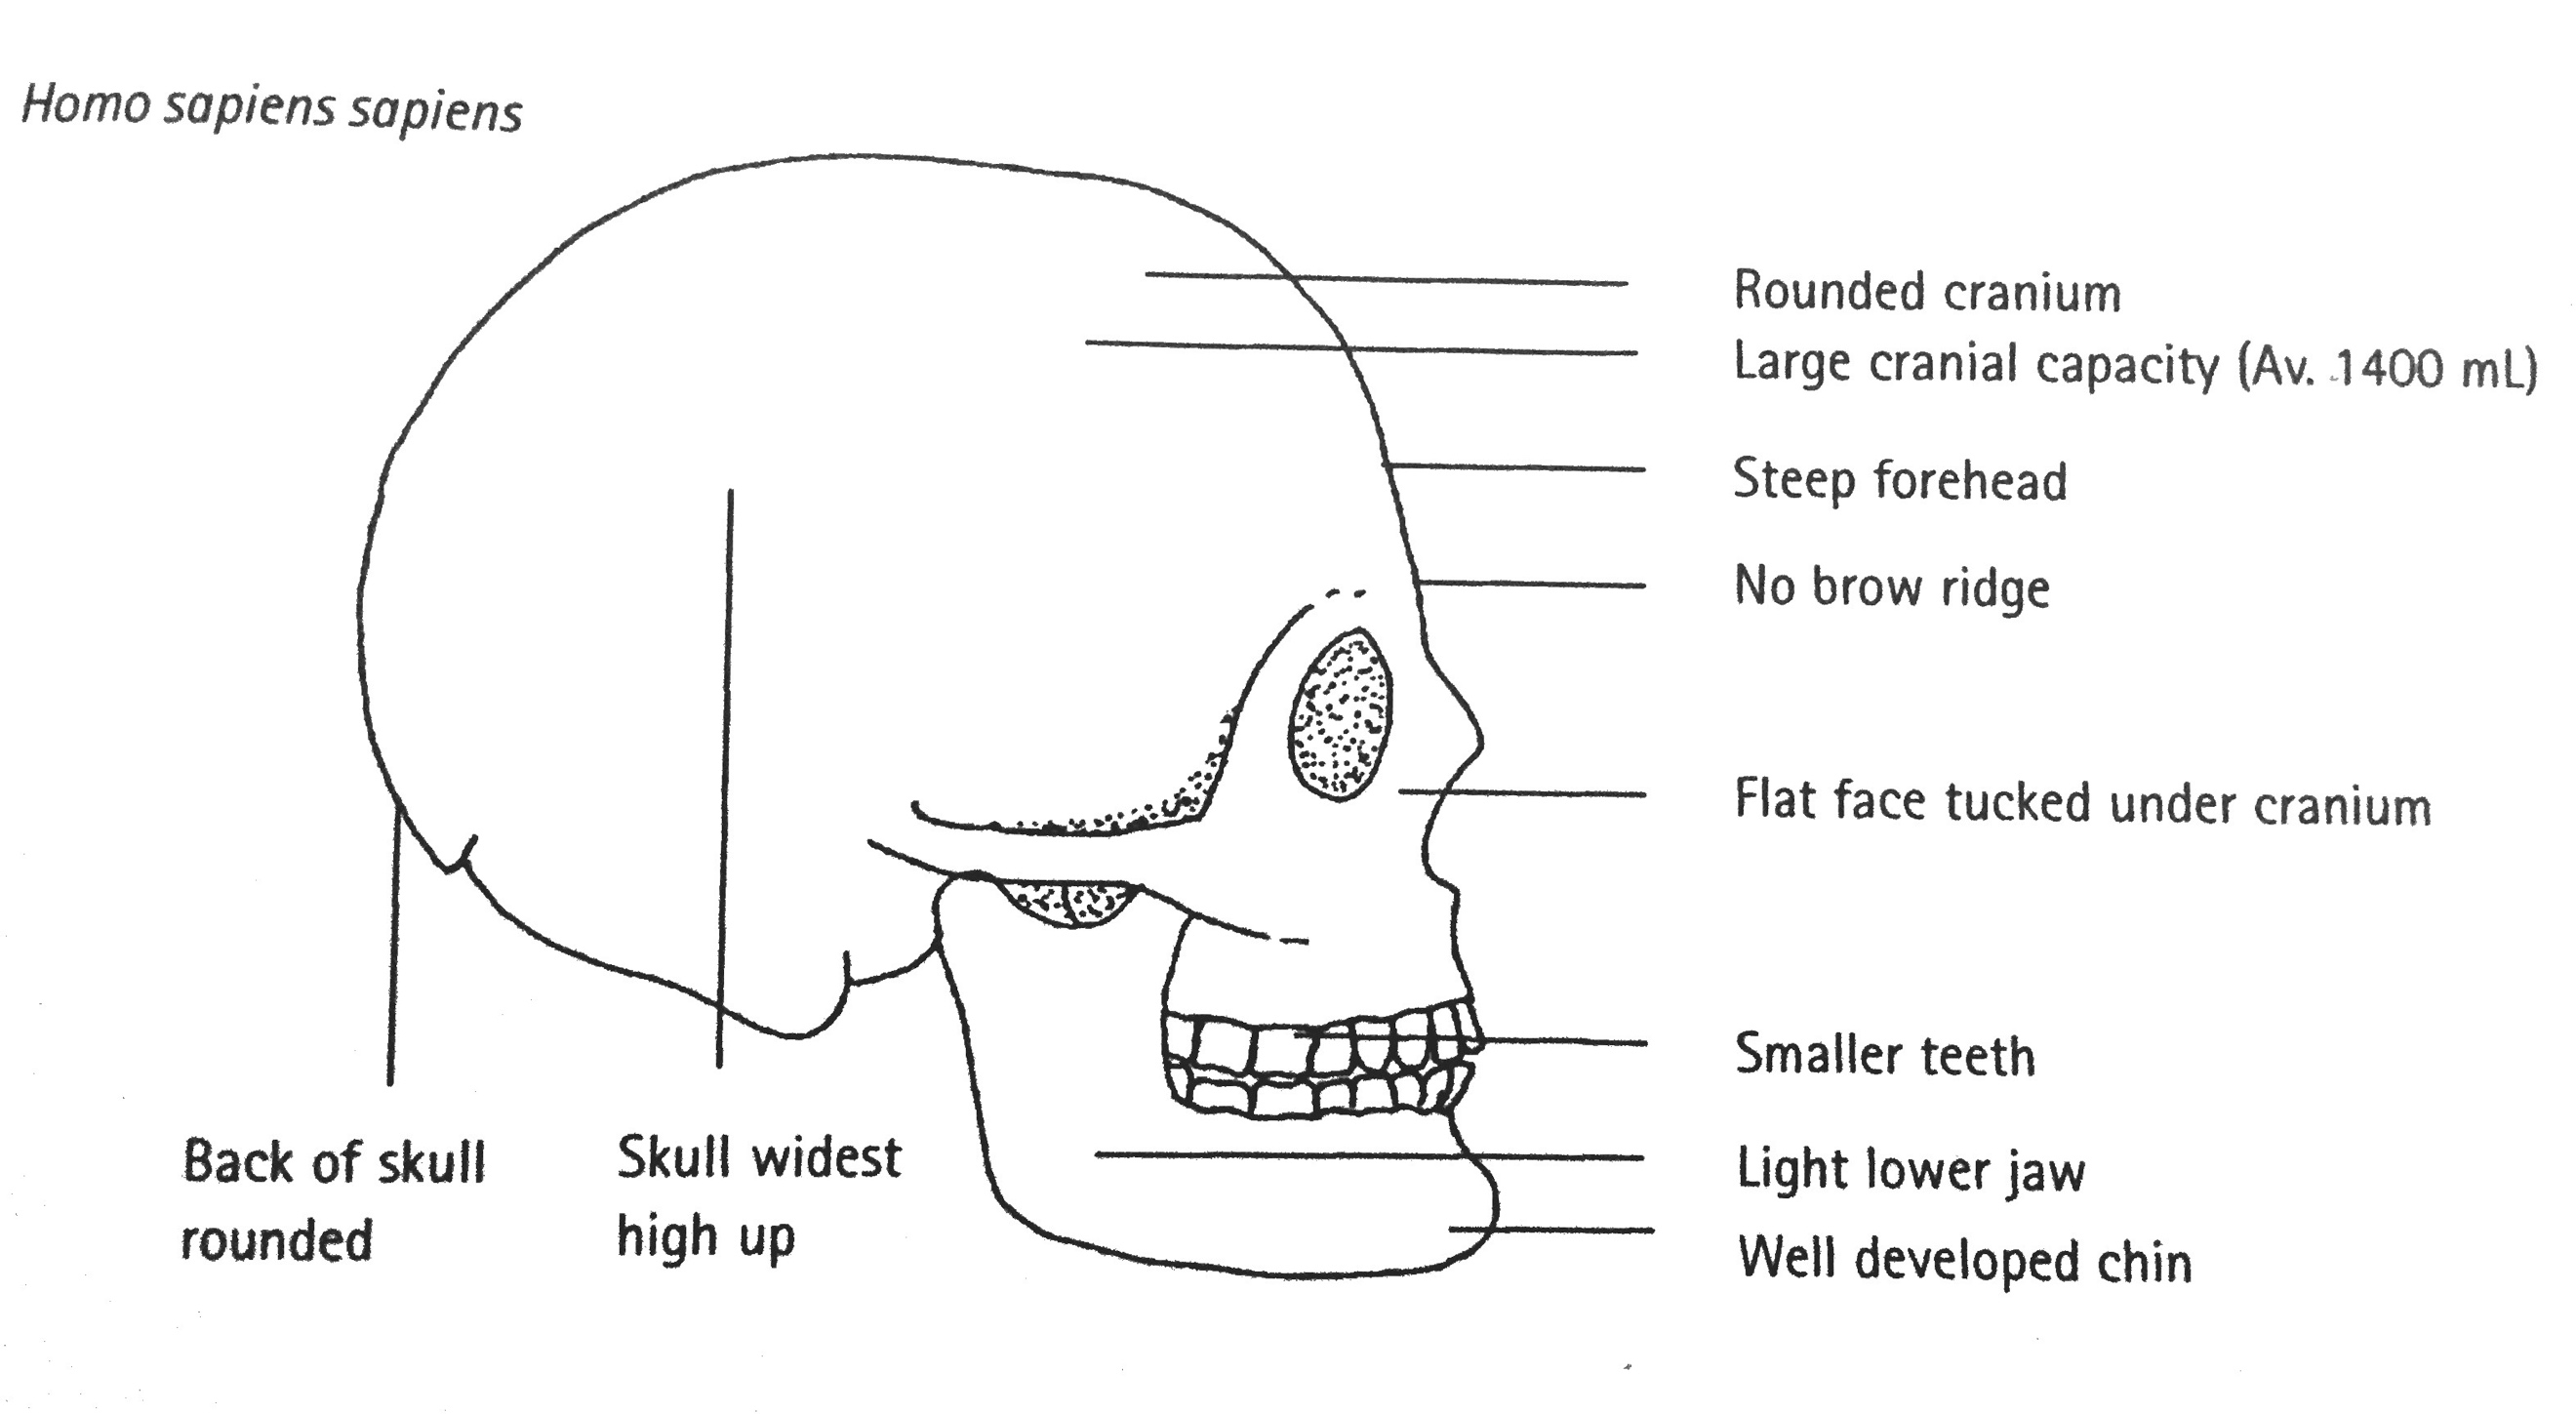 Homo sapiens sapiens
Rounded cranium
Large cranial capacity (Av. 1400 mL)
Steep forehead
No brow ridge
Flat face tucked under cranium
Smaller teeth
Light lower jaw
Well developed chin
Back of skull
rounded
Skull widest
high up